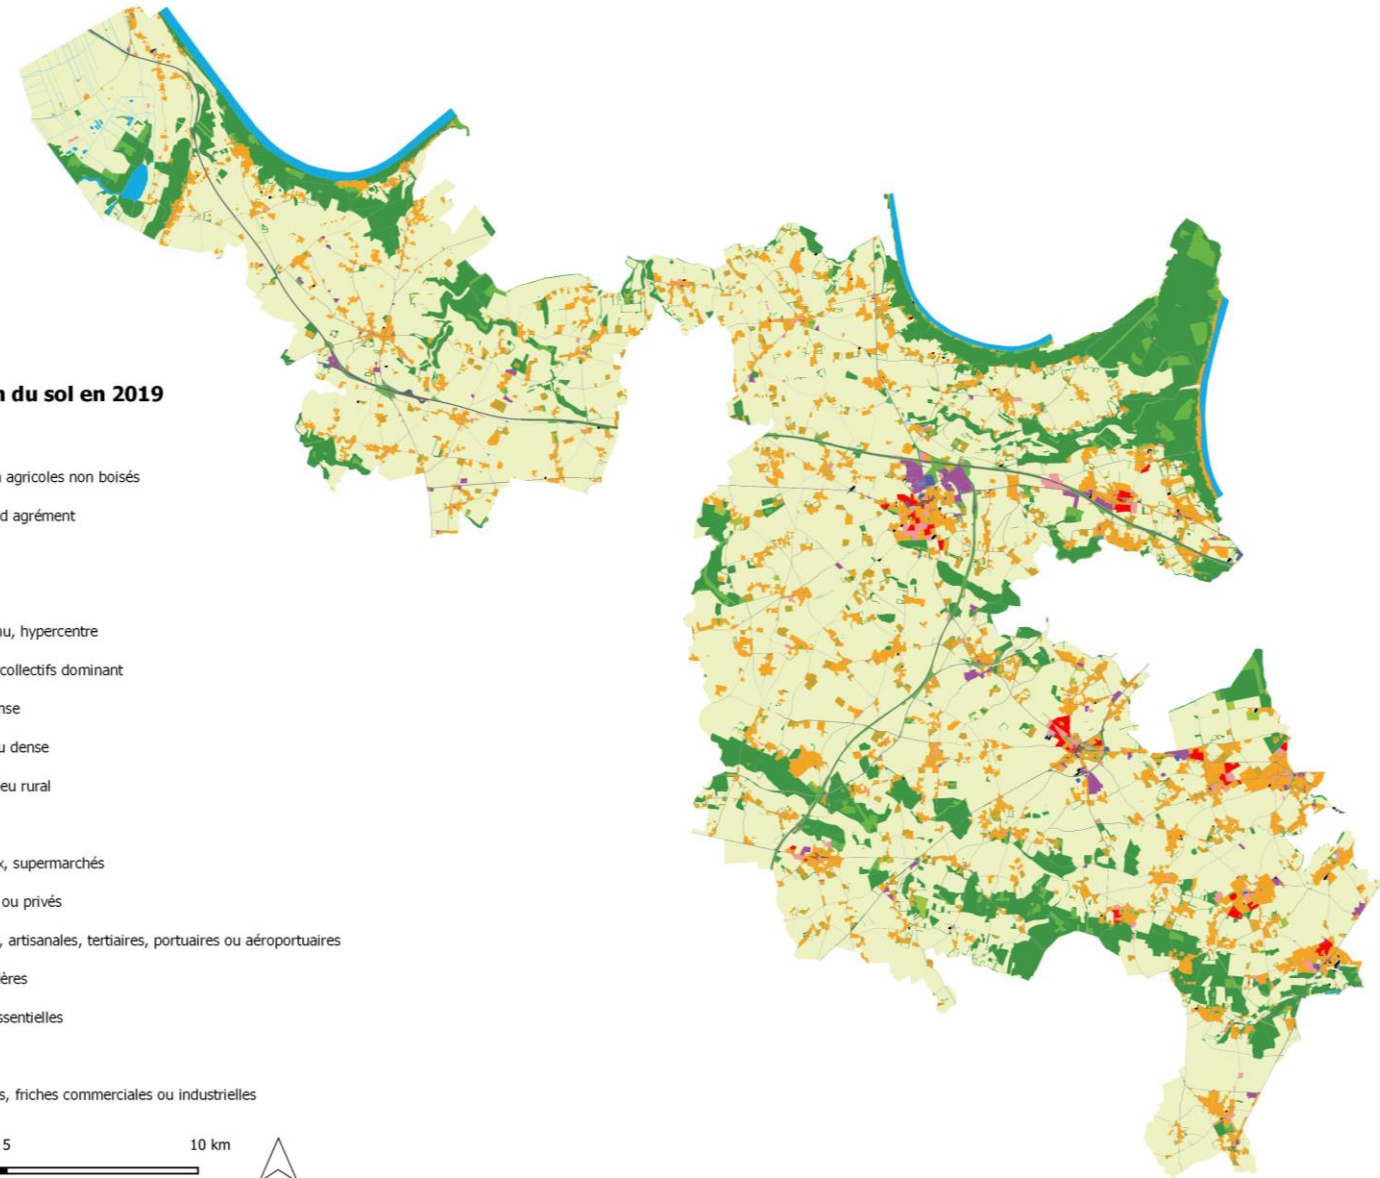 n du sol en 2019
agricoles non boisés
d agrément
u, hypercentre
collectifs dominant
nse
u dense
eu rural
x, supermarchés
ou privés
, artisanales, tertiaires, portuaires ou aéroportuaires
ères
ssentielles
s, friches commerciales ou industrielles
5 10 km